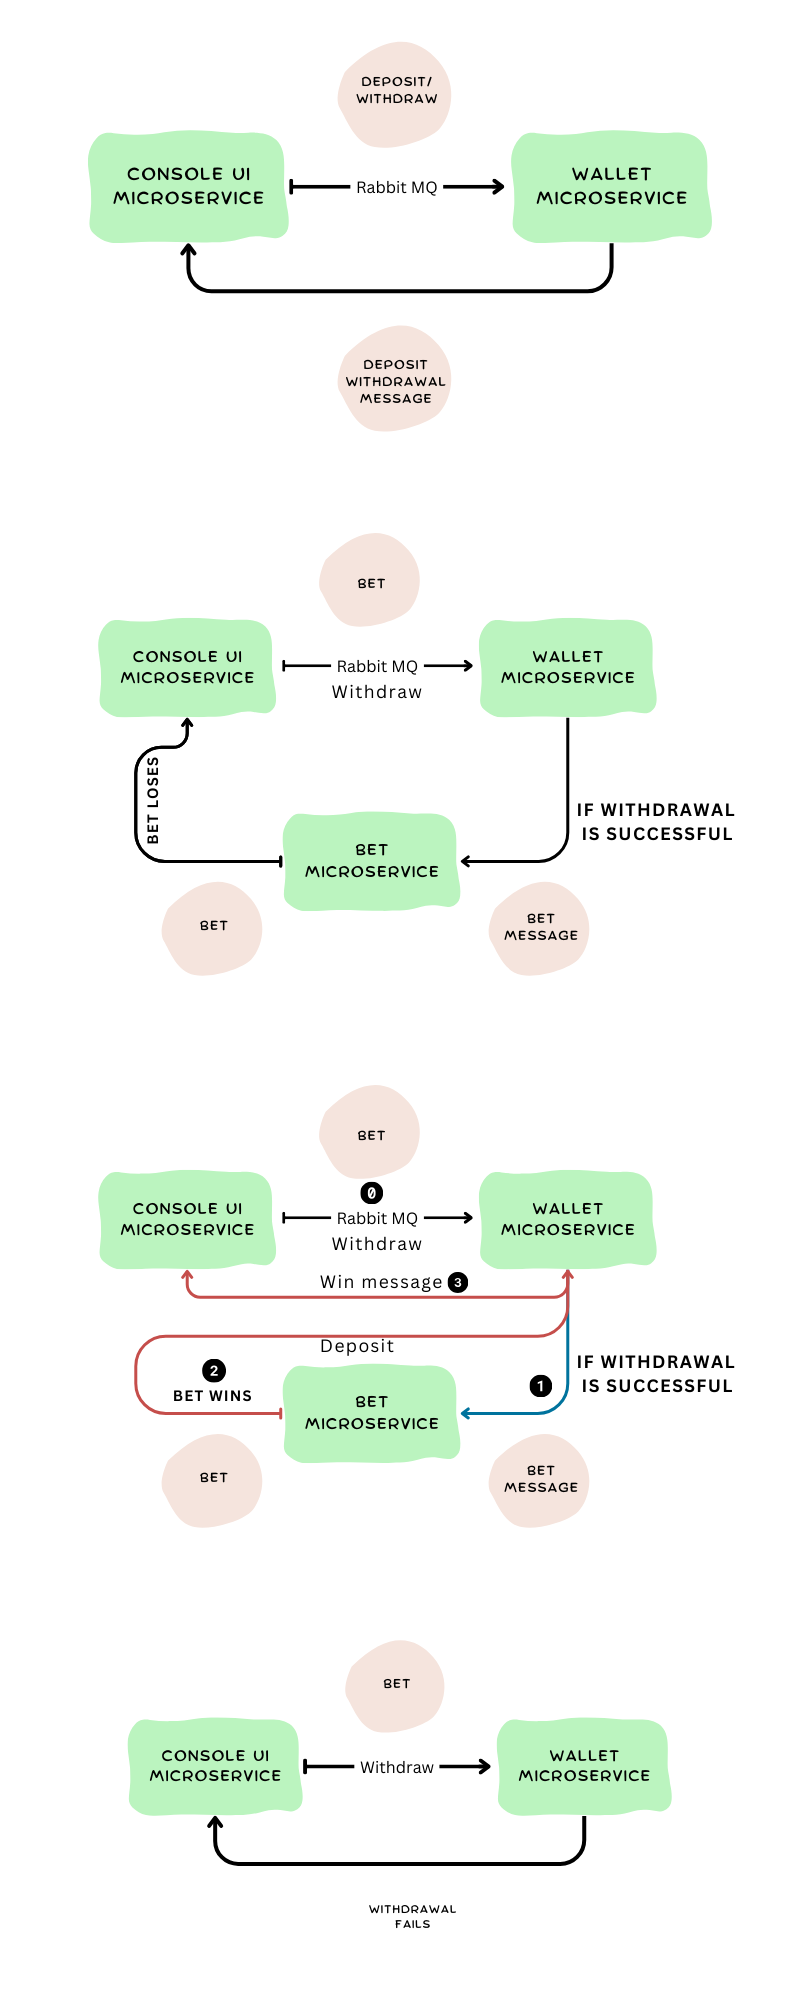 DEPOSIT/
WITHDRAW
CONSOLE UI
MICROSERVICE
Rabbit MQ
WALLET
MICROSERVICE
DEPOSIT
WITHDRAWAL
MESSAGE
BET
CONSOLE UI
MICROSERVICE
Rabbit MQ
Withdraw
WALLET
MICROSERVICE
BET LOSES
IF WITHDRAWAL
IS SUCCESSFUL
BET
MICROSERVICE
BET
BET
MESSAGE
BET
0
CONSOLE UI
MICROSERVICE
Rabbit MQ
Withdraw
WALLET
MICROSERVICE
Win message 3
Deposit
2
BET WINS
BET
MICROSERVICE
1
IF WITHDRAWAL
IS SUCCESSFUL
BET
BET
MESSAGE
BET
CONSOLE UI
MICROSERVICE
Withdraw
WALLET
MICROSERVICE
WITHDRAWAL
FAILS